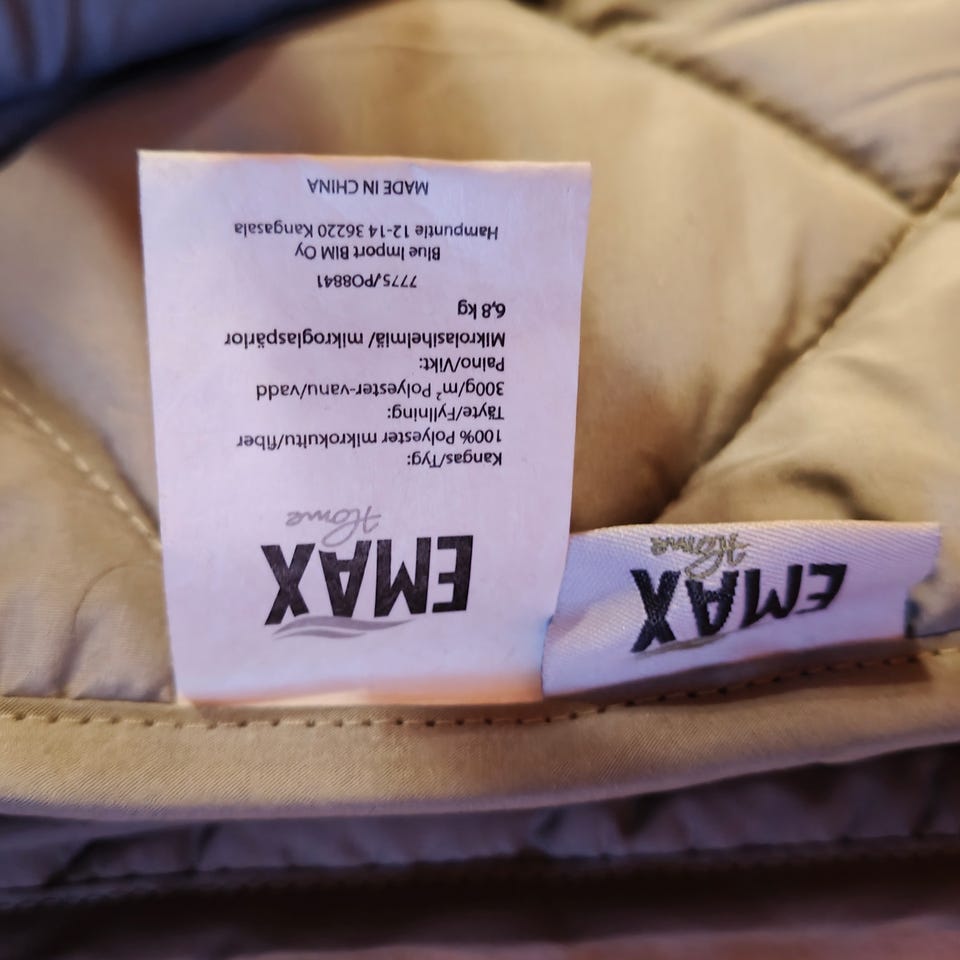 EMAX
Home
Kangas/Tyg:
100% Polyester mikrokuitu/fiber
Täyte/Fyllning:
300g/m² Polyester-vanu/vadd
Paino/Vikt:
Mikrolasihelmiä/ mikroglaspärlor
6,8 kg
7775/PO8841
Blue Import BIM Oy
Hampuntie 12-14 36220 Kangasala
MADE IN CHINA
EMAX
Home